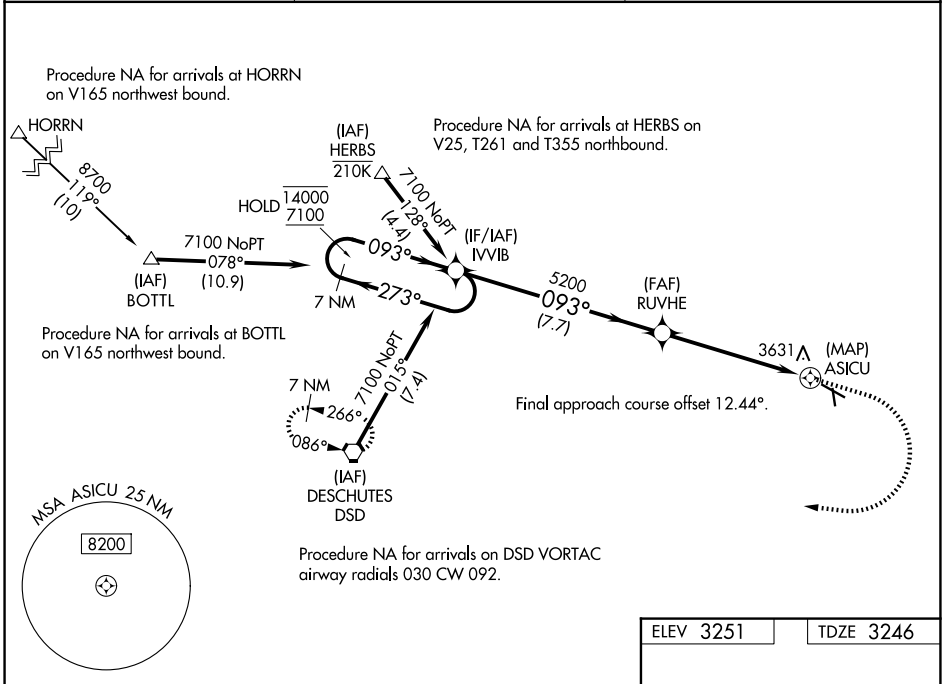 Procedure NA for arrivals at HORRN
on V165 northwest bound.
HORRN
8700
119°
(10)
(IAF)
HERBS
210K
Procedure NA for arrivals at HERBS on
V25, T261 and T355 northbound.
7100 NoPT
128°
(4.4)
HOLD
14000
7100
093°
(IF/IAF)
IVVIB
7100 NoPT
078°
(10.9)
(IAF)
BOTTL
7 NM
273°
5200
093°
(7.7)
(FAF)
RUVHE
Procedure NA for arrivals at BOTTL
on V165 northwest bound.
7100 NoPT
015°
(7.4)
3631
(MAP)
ASICU
7 NM
266°
086°
Final approach course offset 12.44°.
(IAF)
DESCHUTES
DSD
MSA ASICU 25 NM
8200
Procedure NA for arrivals on DSD VORTAC
airway radials 030 CW 092.
ELEV 3251
TDZE 3246